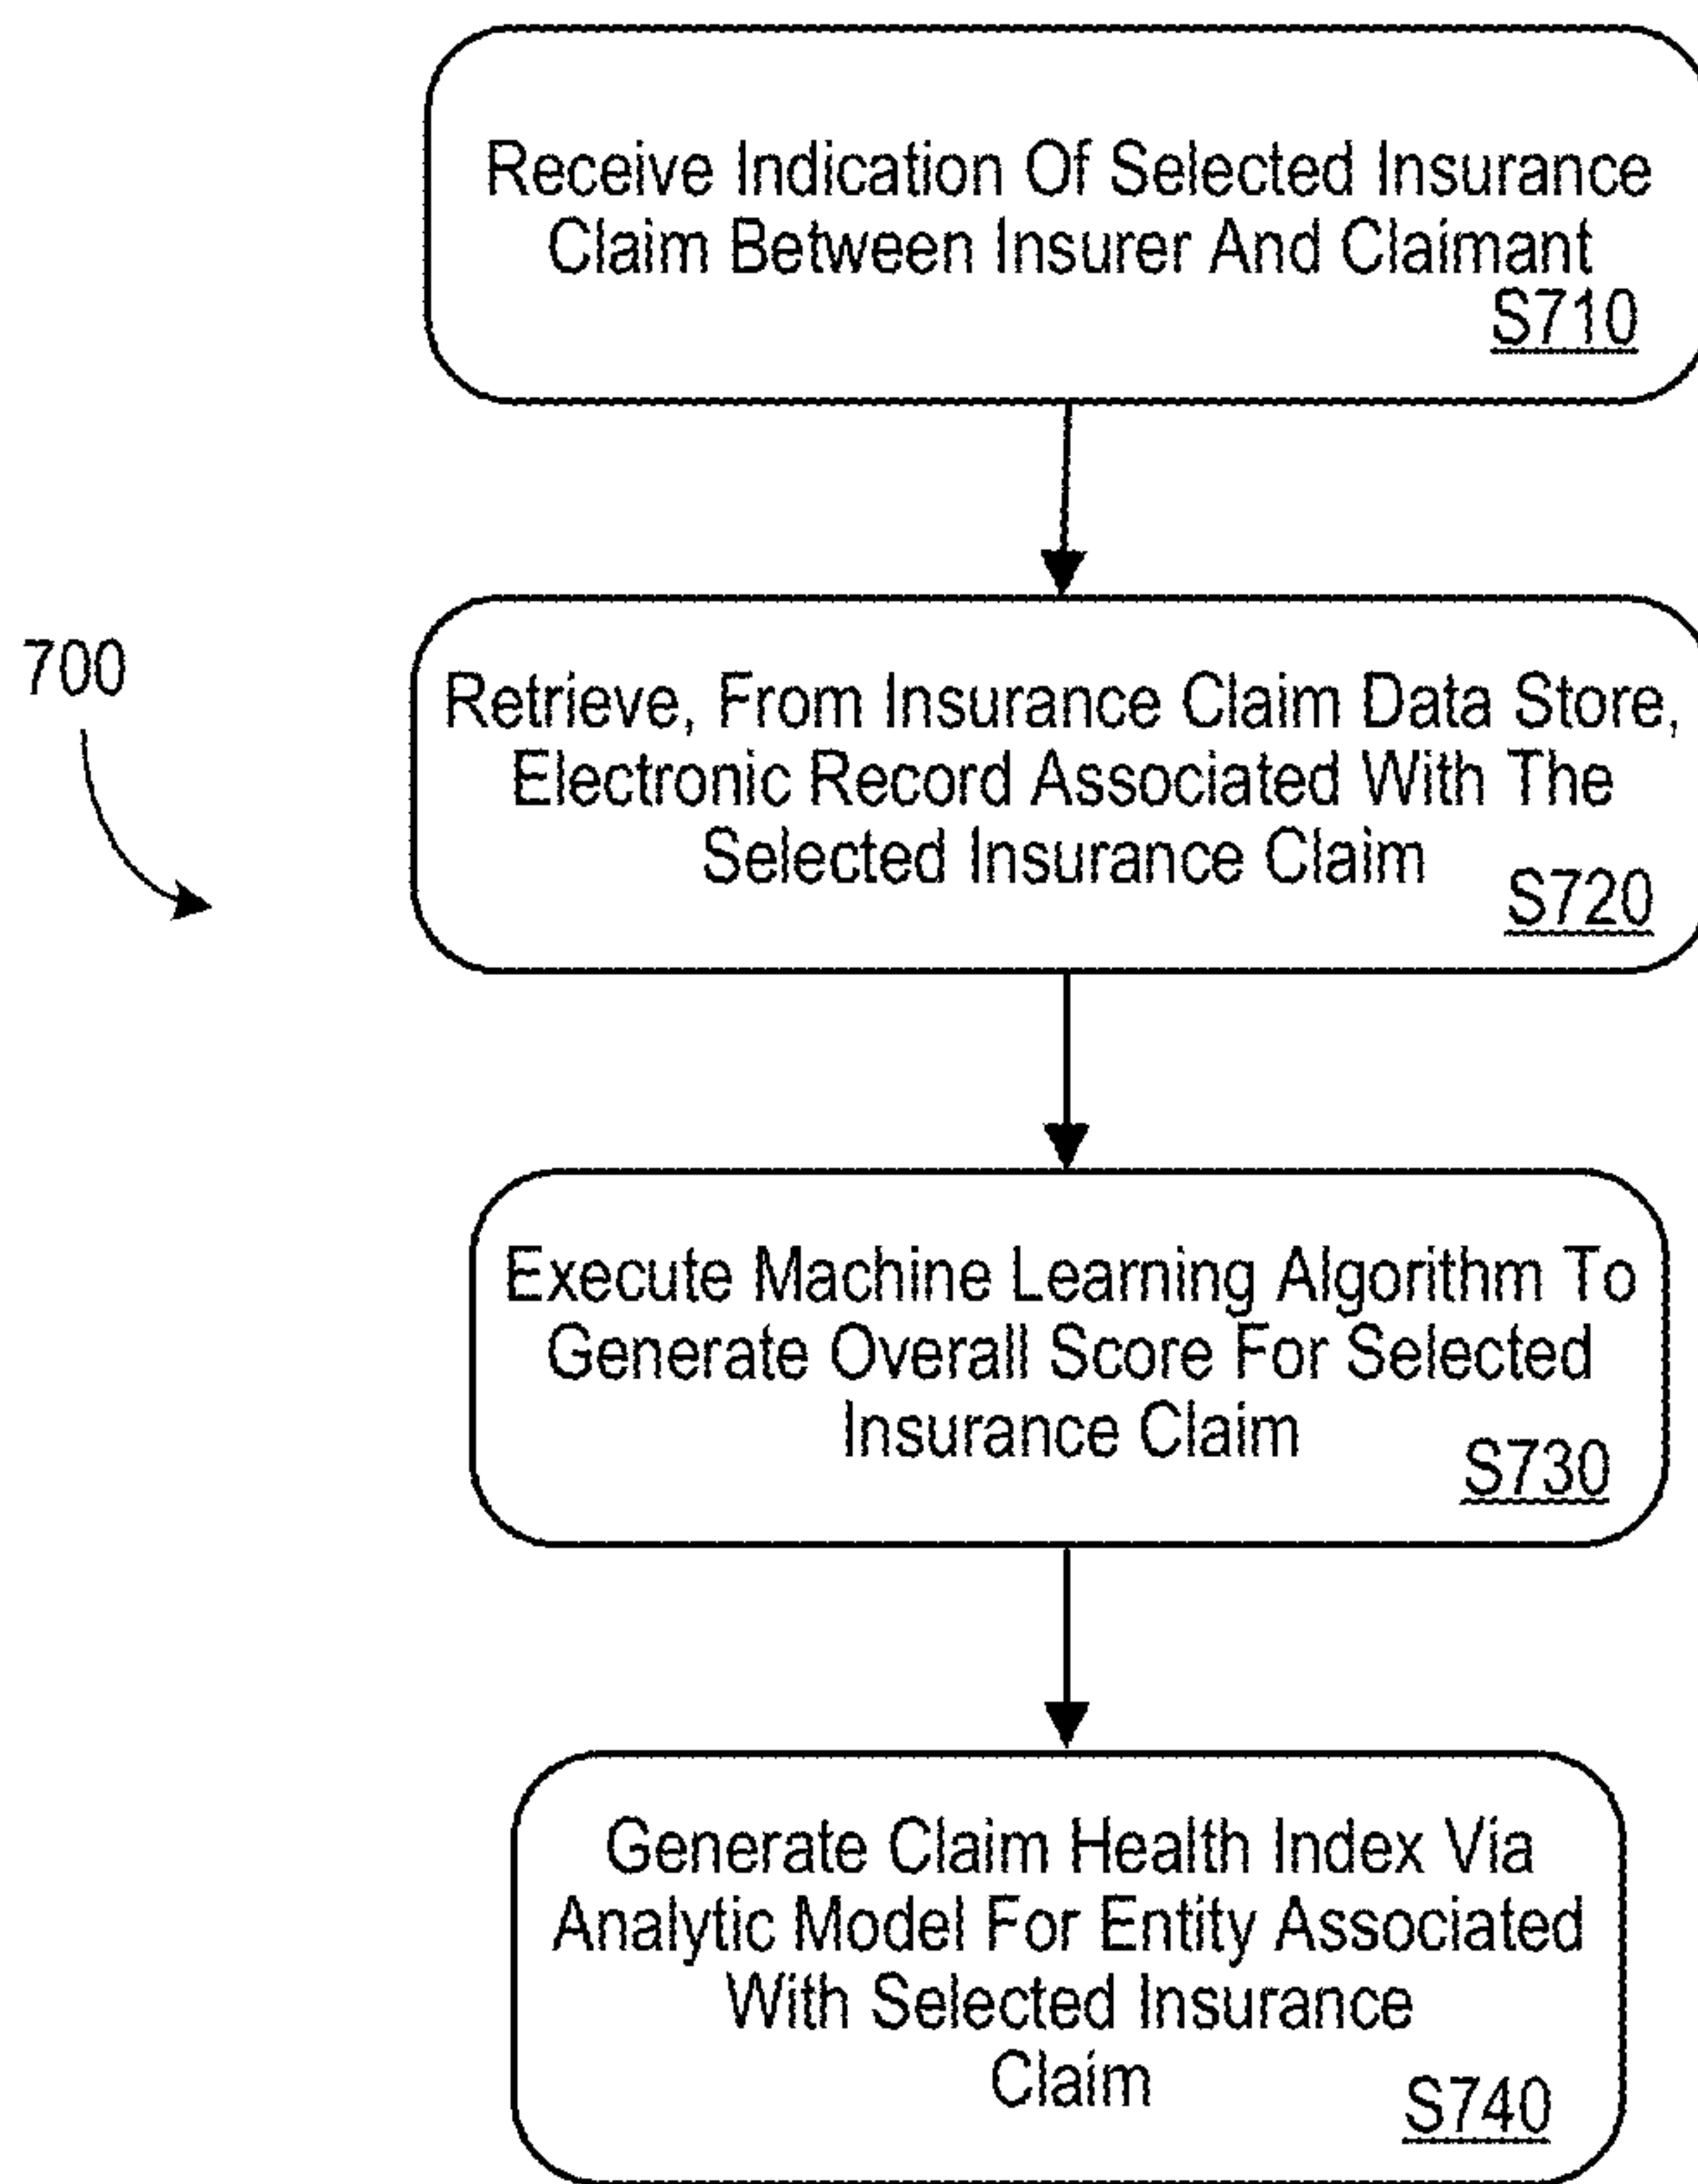 Receive Indication Of Selected Insurance
Claim Between Insurer And Claimant
S710
700
Retrieve, From Insurance Claim Data Store,
Electronic Record Associated With The
Selected Insurance Claim
S720
Execute Machine Learning Algorithm To
Generate Overall Score For Selected
Insurance Claim
S730
Generate Claim Health Index Via
Analytic Model For Entity Associated
With Selected Insurance
Claim
S740